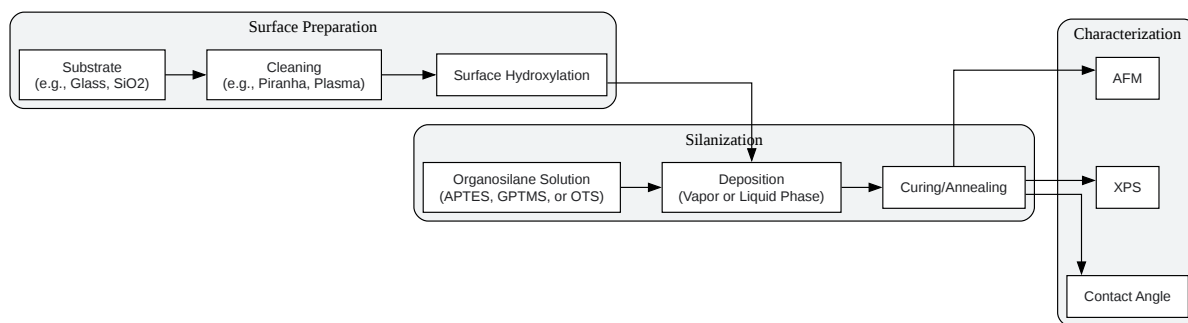 Surface Preparation
Substrate
(e.g., Glass, SiO2)
Cleaning
(e.g., Piranha, Plasma)
Surface Hydroxylation
Silanization
Organosilane Solution
(APTES, GPTMS, or OTS)
Deposition
(Vapor or Liquid Phase)
Curing/Annealing
Characterization
AFM
XPS
Contact Angle